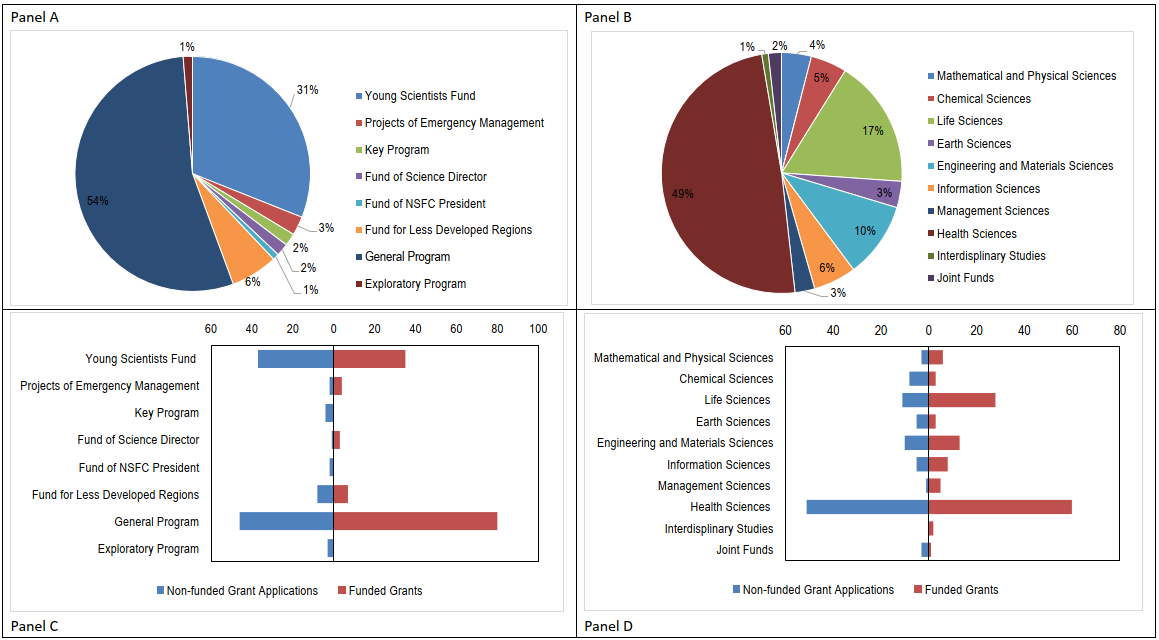 Panel A
1%
31%
3%
2%
2%
1%
6%
54%
Young Scientists Fund
Projects of Emergency Management
Key Program
Fund of Science Director
Fund of NSFC President
Fund for Less Developed Regions
General Program
Exploratory Program
Panel B
1%
2%
4%
5%
17%
3%
10%
6%
3%
49%
Mathematical and Physical Sciences
Chemical Sciences
Life Sciences
Earth Sciences
Engineering and Materials Sciences
Information Sciences
Management Sciences
Health Sciences
Interdisplinary Studies
Joint Funds
60 40 20 0 20 40 60 80 100
Young Scientists Fund
Projects of Emergency Management
Key Program
Fund of Science Director
Fund of NSFC President
Fund for Less Developed Regions
General Program
Exploratory Program
Non-funded Grant Applications Funded Grants
Panel C
60 40 20 0 20 40 60 80
Mathematical and Physical Sciences
Chemical Sciences
Life Sciences
Earth Sciences
Engineering and Materials Sciences
Information Sciences
Management Sciences
Health Sciences
Interdisplinary Studies
Joint Funds
Non-funded Grant Applications Funded Grants
Panel D